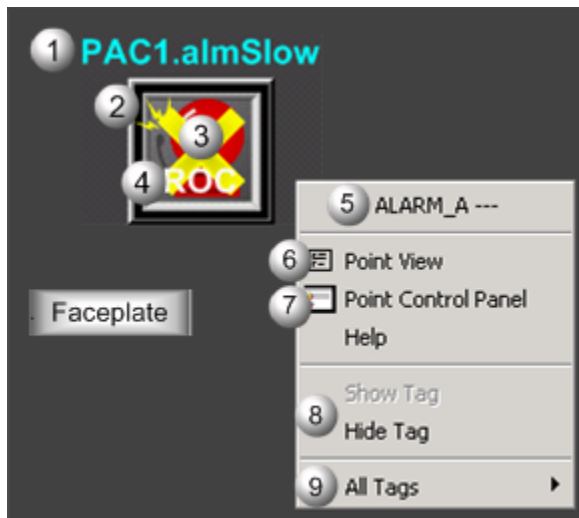 1 PAC1.almSlow
2
3
4 ROC
5 ALARM_A ---
6 Point View
7 Point Control Panel
Help
Faceplate
Show Tag
8
Hide Tag
9 All Tags